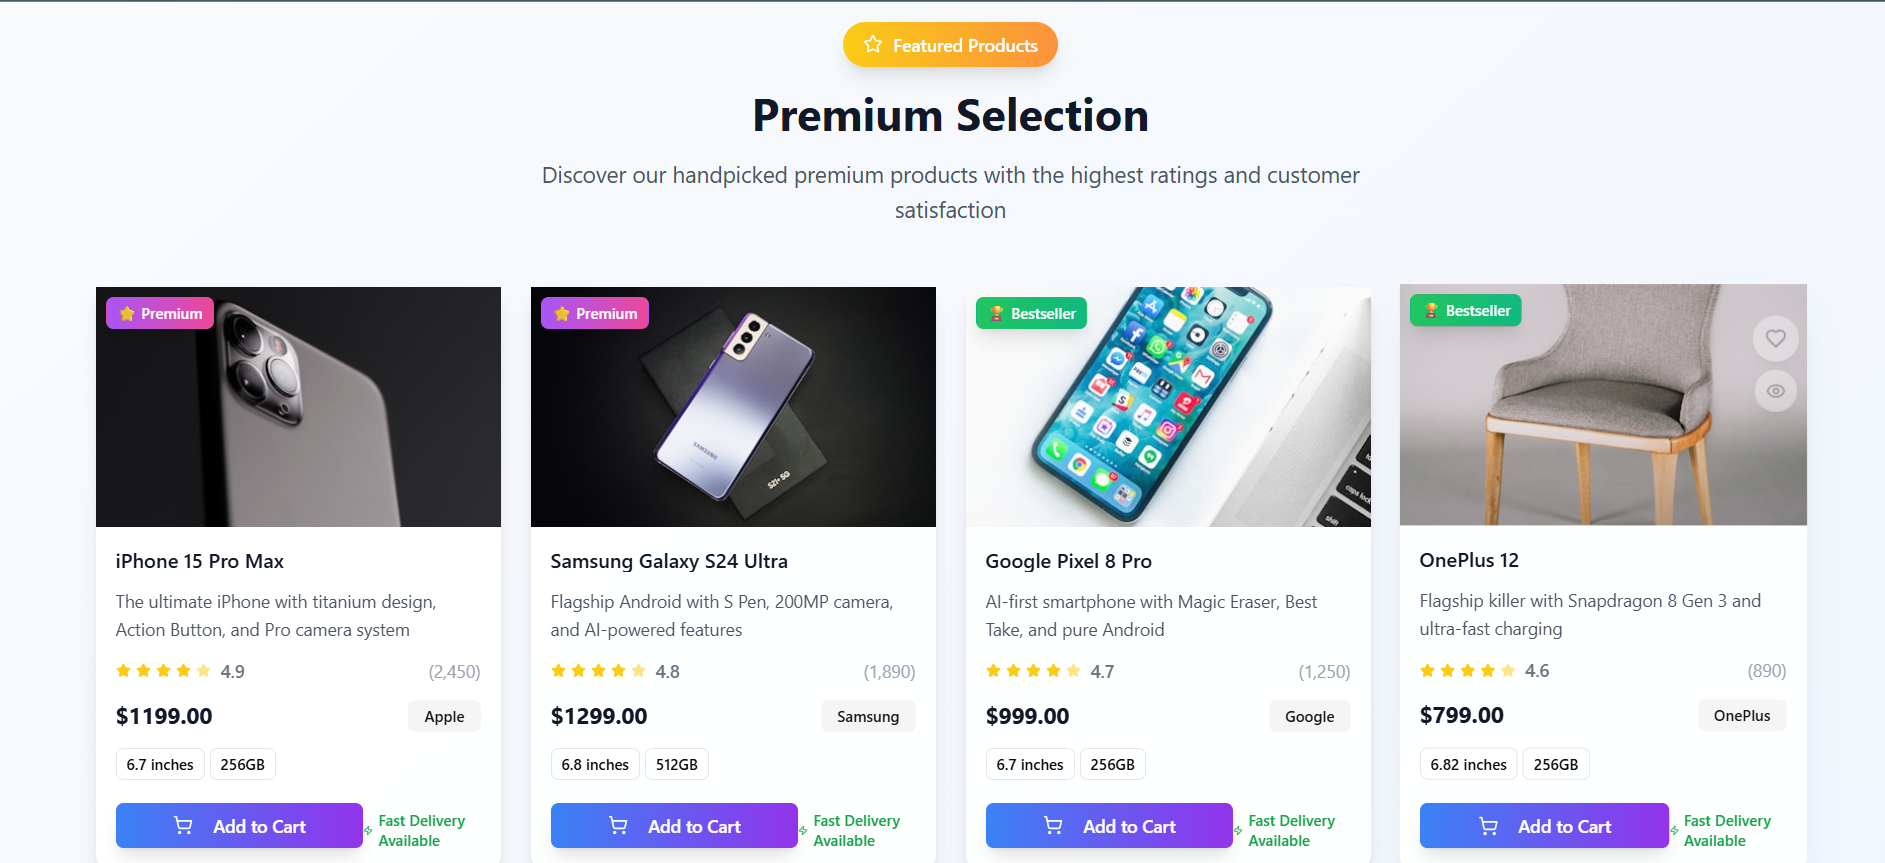 Featured Products
Premium Selection
Discover our handpicked premium products with the highest ratings and customer
satisfaction
Premium
SAMSUNG
S21+ 5G
iPhone 15 Pro Max
The ultimate iPhone with titanium design,
Action Button, and Pro camera system
4.9 (2,450)
$1199.00 Apple
6.7 inches 256GB
Add to Cart
Fast Delivery
Available
Premium
Samsung Galaxy S24 Ultra
Flagship Android with S Pen, 200MP camera,
and AI-powered features
4.8 (1,890)
$1299.00 Samsung
6.8 inches 512GB
Add to Cart
Fast Delivery
Available
Bestseller
caps lock
shift
Google Pixel 8 Pro
AI-first smartphone with Magic Eraser, Best
Take, and pure Android
4.7 (1,250)
$999.00 Google
6.7 inches 256GB
Add to Cart
Fast Delivery
Available
Bestseller
OnePlus 12
Flagship killer with Snapdragon 8 Gen 3 and
ultra-fast charging
4.6 (890)
$799.00 OnePlus
6.82 inches 256GB
Add to Cart
Fast Delivery
Available